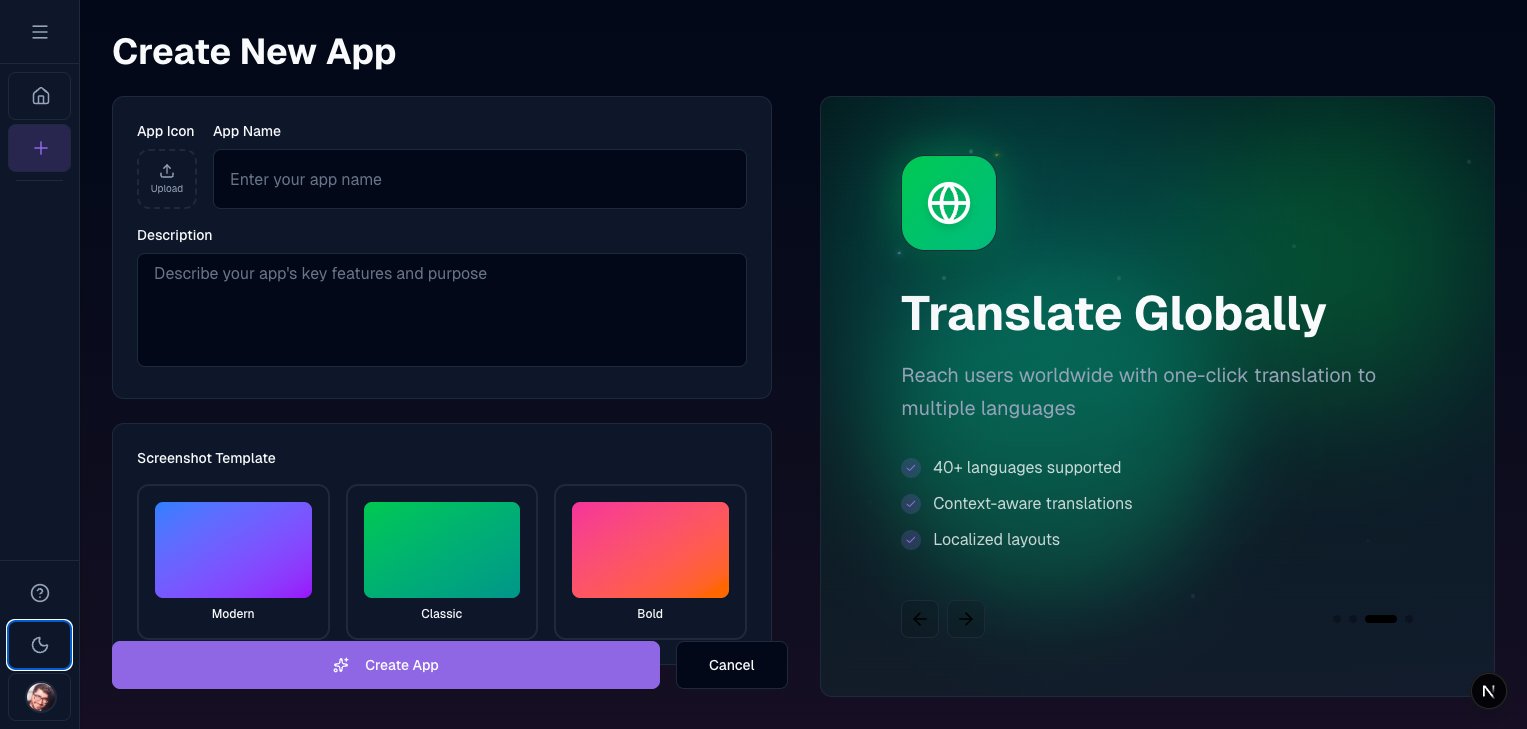 Create New App
App Icon
App Name
Upload
Enter your app name
Description
Describe your app's key features and purpose
Screenshot Template
Modern
Classic
Bold
Create App
Cancel
Translate Globally
Reach users worldwide with one-click translation to
multiple languages
40+ languages supported
Context-aware translations
Localized layouts
N